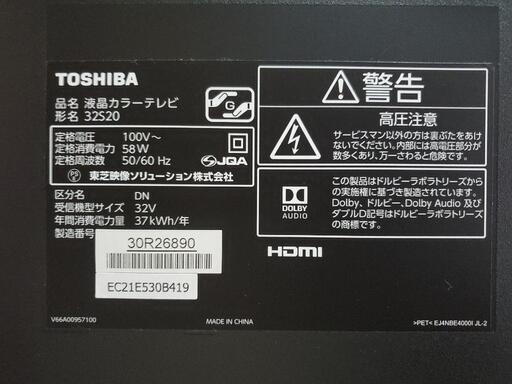 TOSHIBA
品名 液晶カラーテレビ
形名 32S20
G
定格電圧 100V～
定格消費電力 58W
定格周波数 50/60 Hz
PS
E
JQA
東芝映像ソリューション株式会社
区分名 DN
受信機型サイズ 32V
年間消費電力量 37 kWh/年
製造番号
30R26890
EC21E530B419
V66A00957100
MADE IN CHINA
警告
高圧注意
サービスマン以外の方は裏ぶたをあけ
ないでください。内部には高電圧部分が
数多くあり、万一さわると危険です。
DOLBY
AUDIO
この製品はドルビーラボラトリーズから
の実施権に基づき製造されています。
Dolby、ドルビー、Dolby Audio 及び
ダブルD記号はドルビーラボラトリーズ
の商標です。
HDMI
>PET< EJ4NBE4000I JL-2